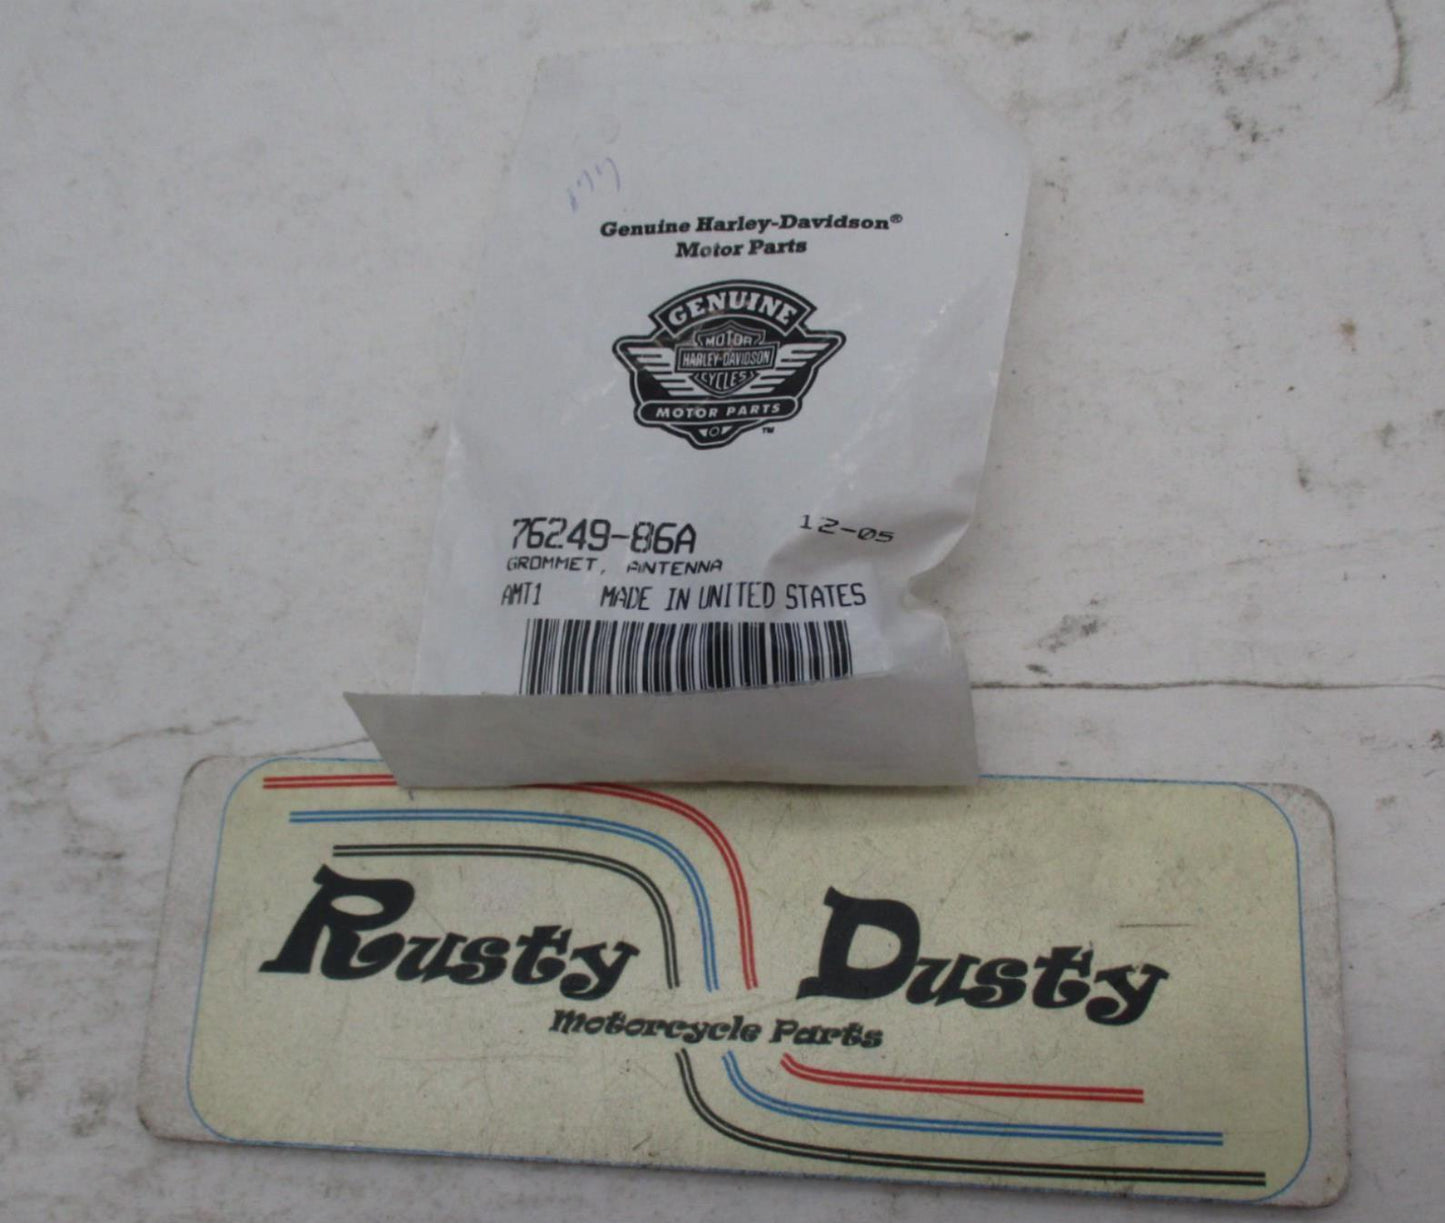 Genuine Harley-Davidson®
Motor Parts
GENUINE
MOTOR
HARLEY-DAVIDSON
CYCLES
MOTOR PARTS
™
76249-86A
12-05
GROMMET, ANTENNA
AMT1 MADE IN UNITED STATES
Rusty Dusty
Motorcycle Parts